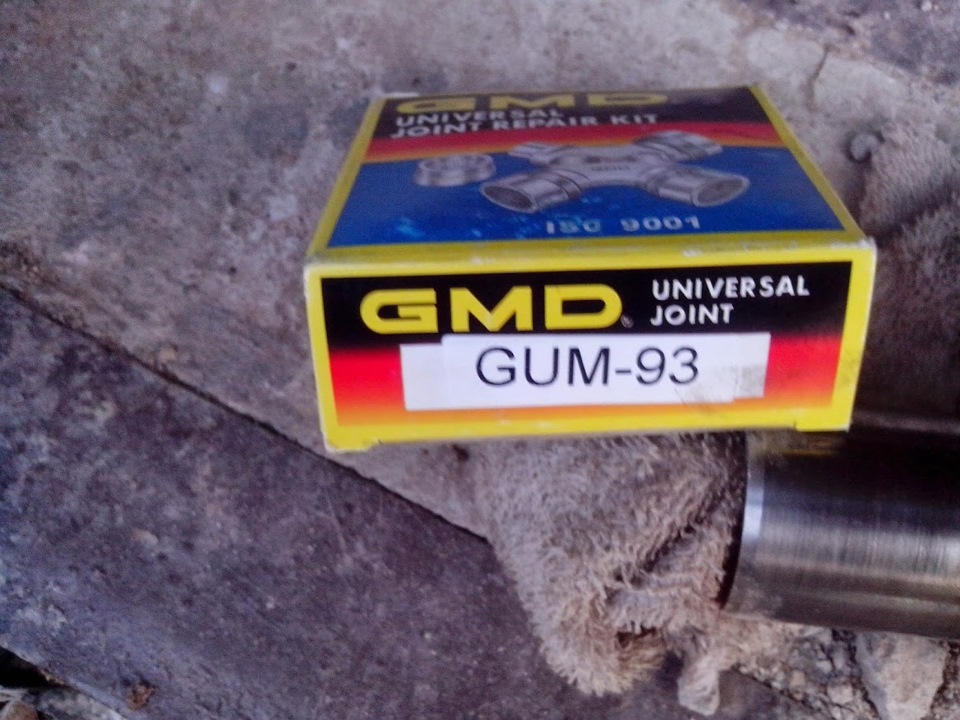 GMD
UNIVERSAL
JOINT REPAIR KIT
ISO 9001
GMD
UNIVERSAL
JOINT
GUM-93